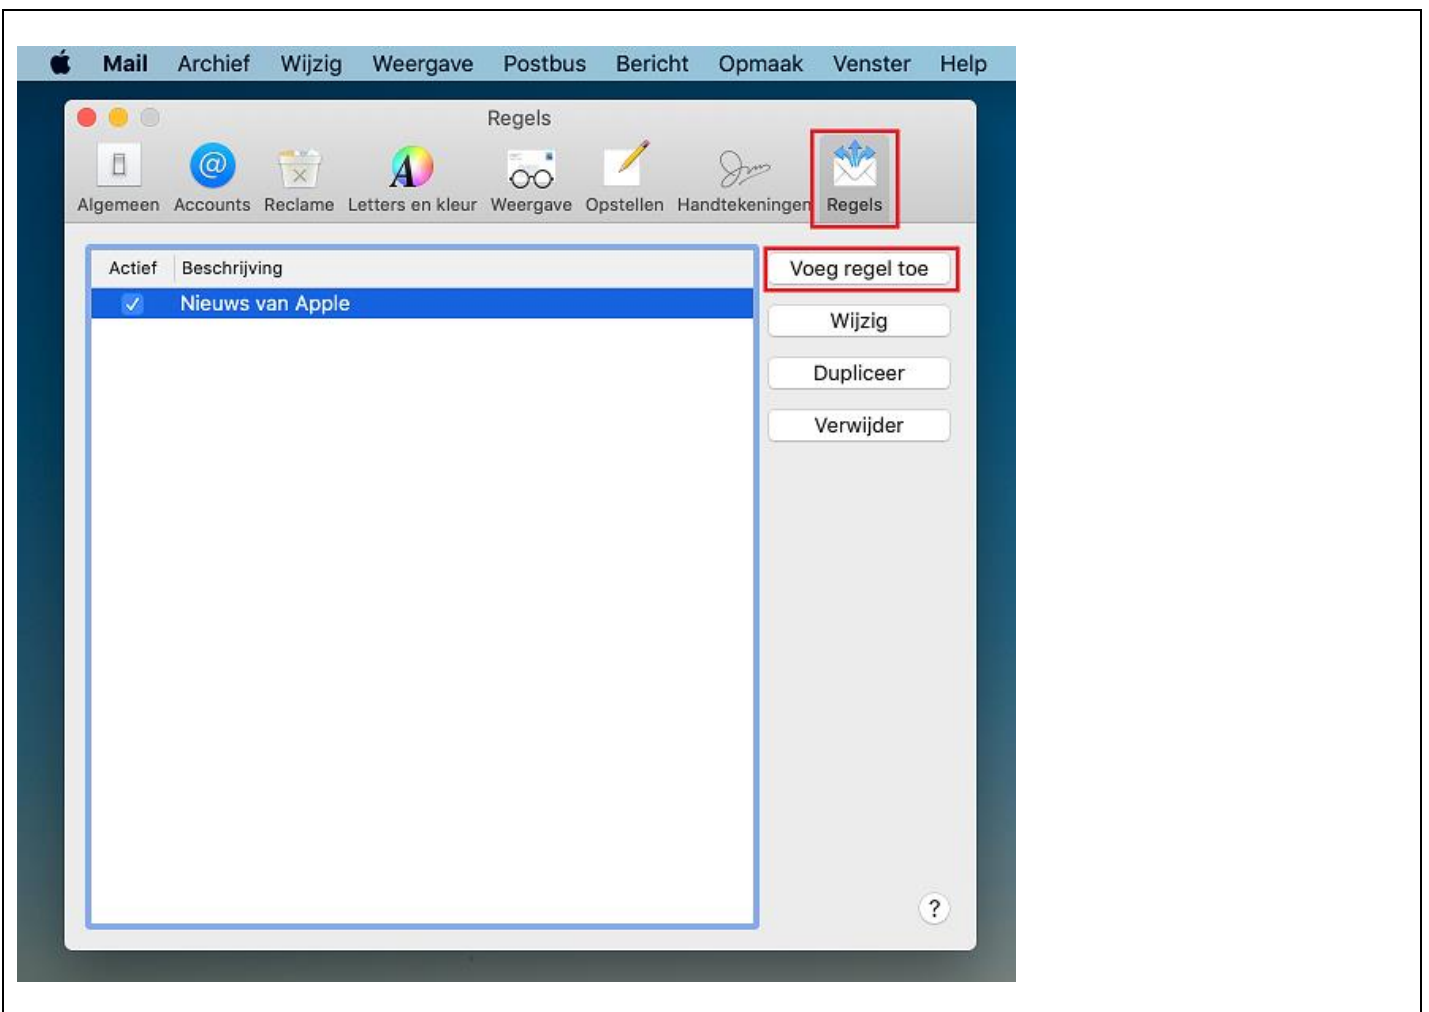 Mail Archief Wijzig Weergave Postbus Bericht Opmaak Venster Help
Regels
Algemeen Accounts Reclame Letters en kleur Weergave Opstellen Handtekeningen Regels
Actief Beschrijving
Voeg regel toe
Nieuws van Apple
Wijzig
Dupliceer
Verwijder
?